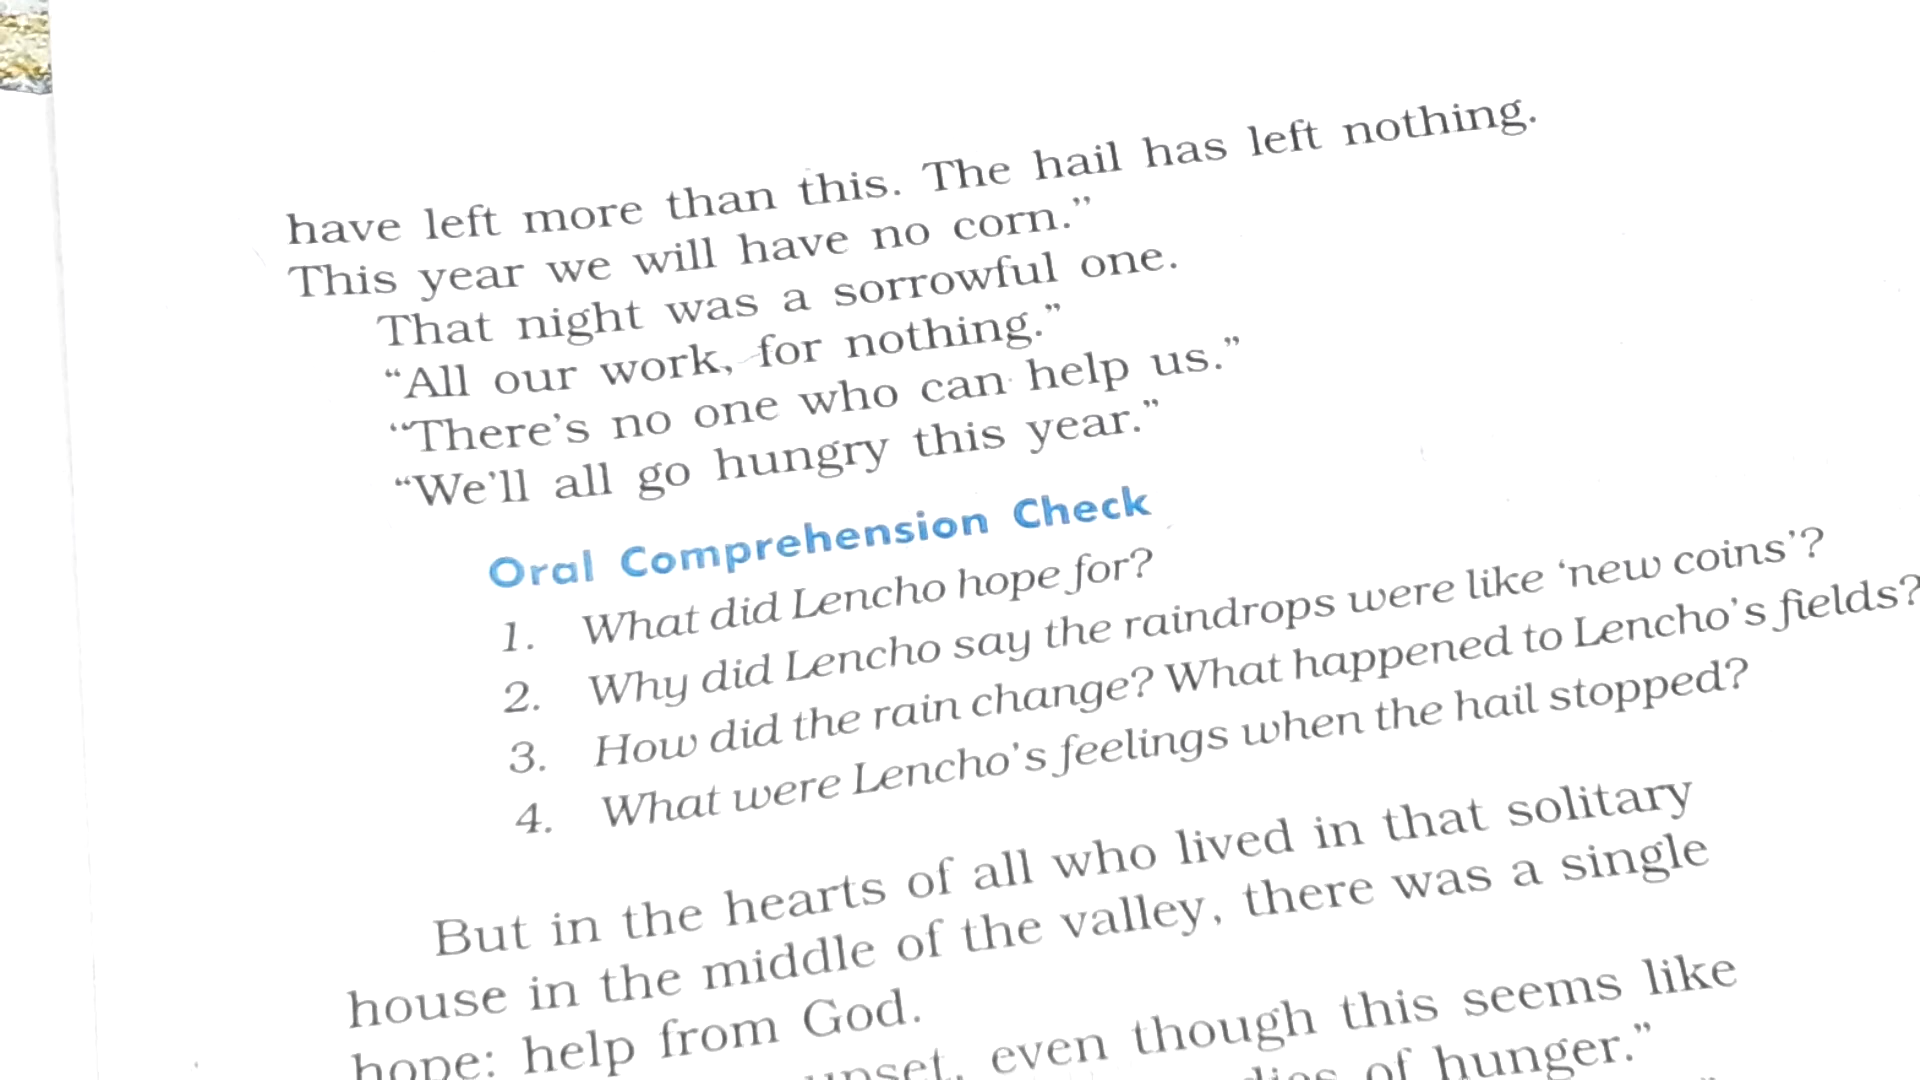 have left more than this. The hail has left nothing.
This year we will have no corn.”
That night was a sorrowful one.
“All our work, for nothing.”
“There’s no one who can help us.”
“We’ll all go hungry this year.”
Oral Comprehension Check
1. What did Lencho hope for?
2. Why did Lencho say the raindrops were like ‘new coins’?
3. How did the rain change? What happened to Lencho’s fields?
4. What were Lencho’s feelings when the hail stopped?
But in the hearts of all who lived in that solitary
house in the middle of the valley, there was a single
hope: help from God.
even though this seems like
of hunger.”